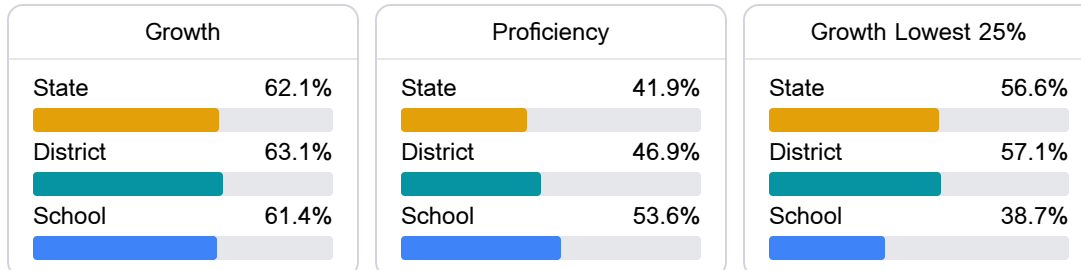 Growth
State 62.1%
District 63.1%
School 61.4%
Proficiency
State 41.9%
District 46.9%
School 53.6%
Growth Lowest 25%
State 56.6%
District 57.1%
School 38.7%